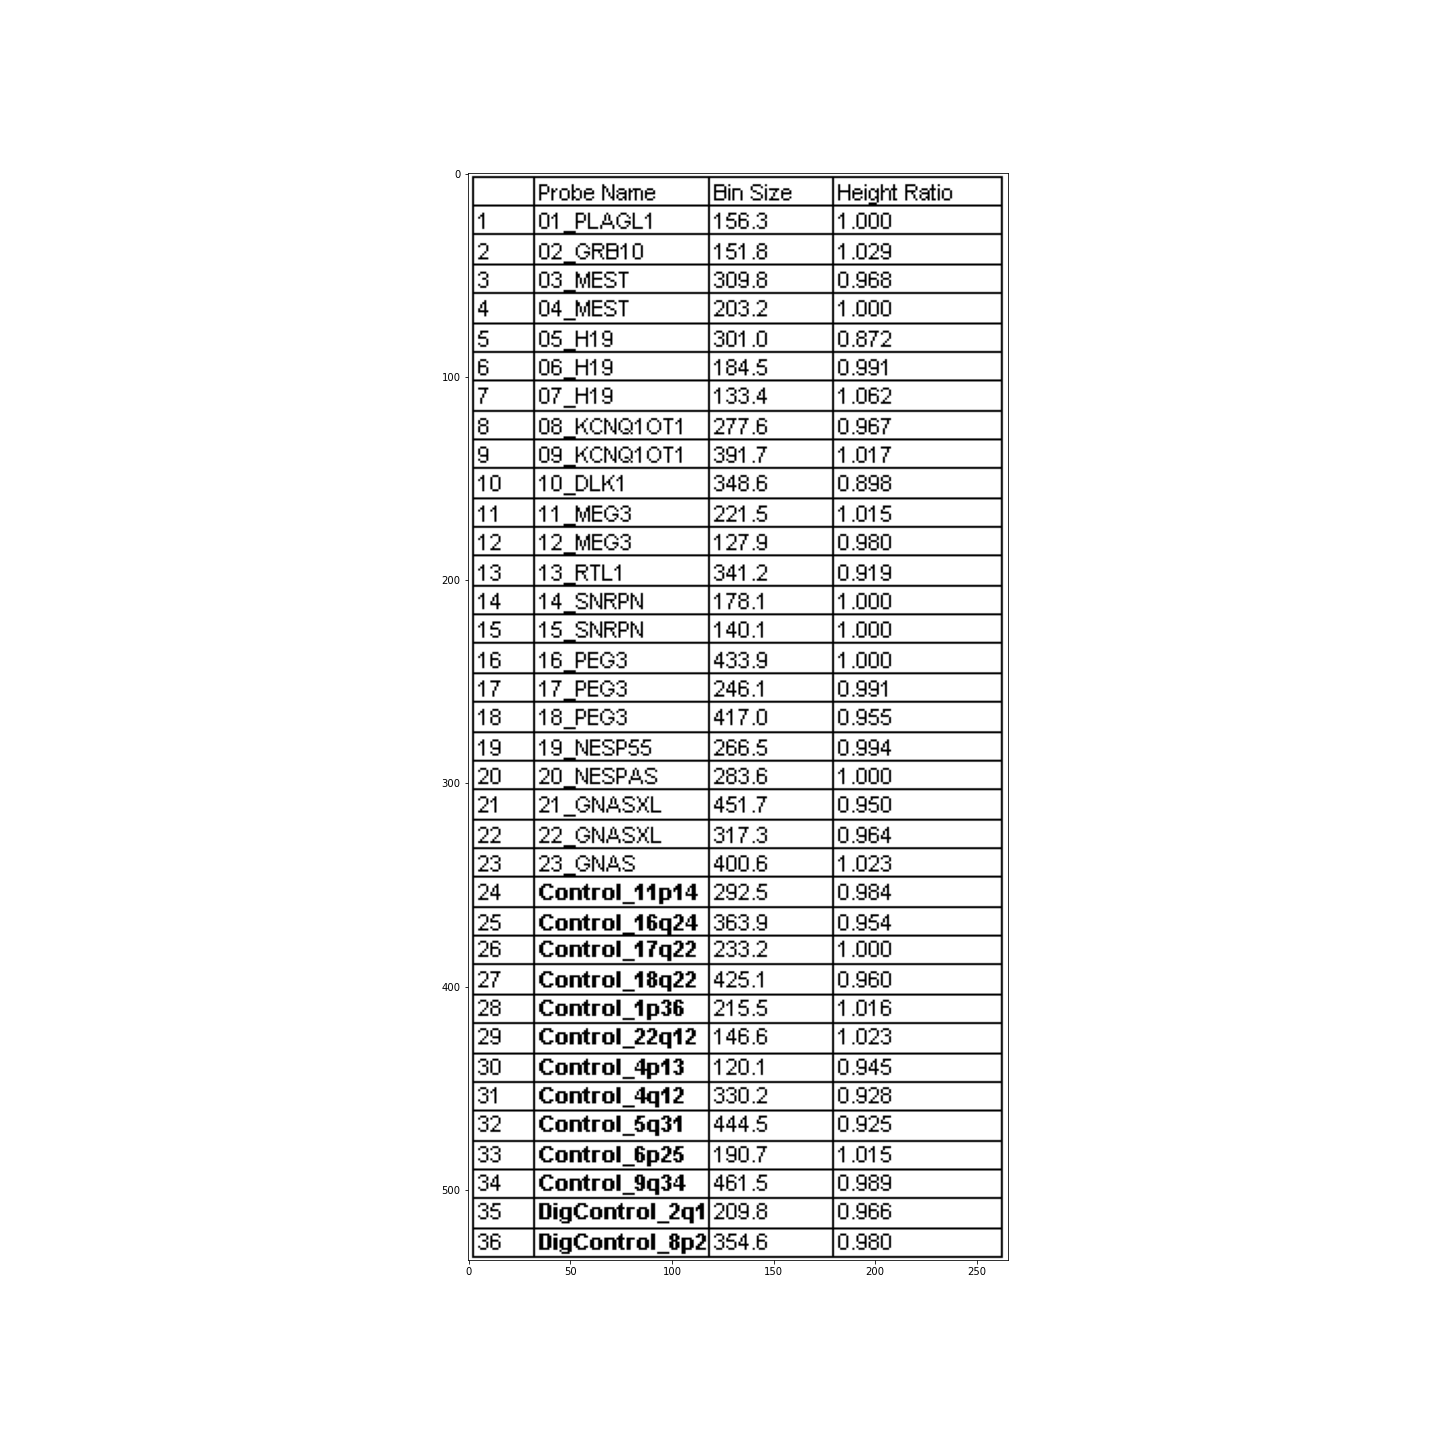 Probe Name Bin Size Height Ratio
1 01_PLAGL1 156.3 1.000
2 02_GRB10 151.8 1.029
3 03_MEST 309.8 0.968
4 04_MEST 203.2 1.000
5 05_H19 301.0 0.872
6 06_H19 184.5 0.991
7 07_H19 133.4 1.062
8 08_KCNQ1OT1 277.6 0.967
9 09_KCNQ1OT1 391.7 1.017
10 10_DLK1 348.6 0.898
11 11_MEG3 221.5 1.015
12 12_MEG3 127.9 0.980
13 13_RTL1 341.2 0.919
14 14_SNRPN 178.1 1.000
15 15_SNRPN 140.1 1.000
16 16_PEG3 433.9 1.000
17 17_PEG3 246.1 0.991
18 18_PEG3 417.0 0.955
19 19_NESP55 266.5 0.994
20 20_NESPAS 283.6 1.000
21 21_GNASXL 451.7 0.950
22 22_GNASXL 317.3 0.964
23 23_GNAS 400.6 1.023
24 Control_11p14 292.5 0.984
25 Control_16q24 363.9 0.954
26 Control_17q22 233.2 1.000
27 Control_18q22 425.1 0.960
28 Control_1p36 215.5 1.016
29 Control_22q12 146.6 1.023
30 Control_4p13 120.1 0.945
31 Control_4q12 330.2 0.928
32 Control_5q31 444.5 0.925
33 Control_6p25 190.7 1.015
34 Control_9q34 461.5 0.989
35 DigControl_2q1 209.8 0.966
36 DigControl_8p2 354.6 0.980
0
100
200
300
400
500
0 50 100 150 200 250